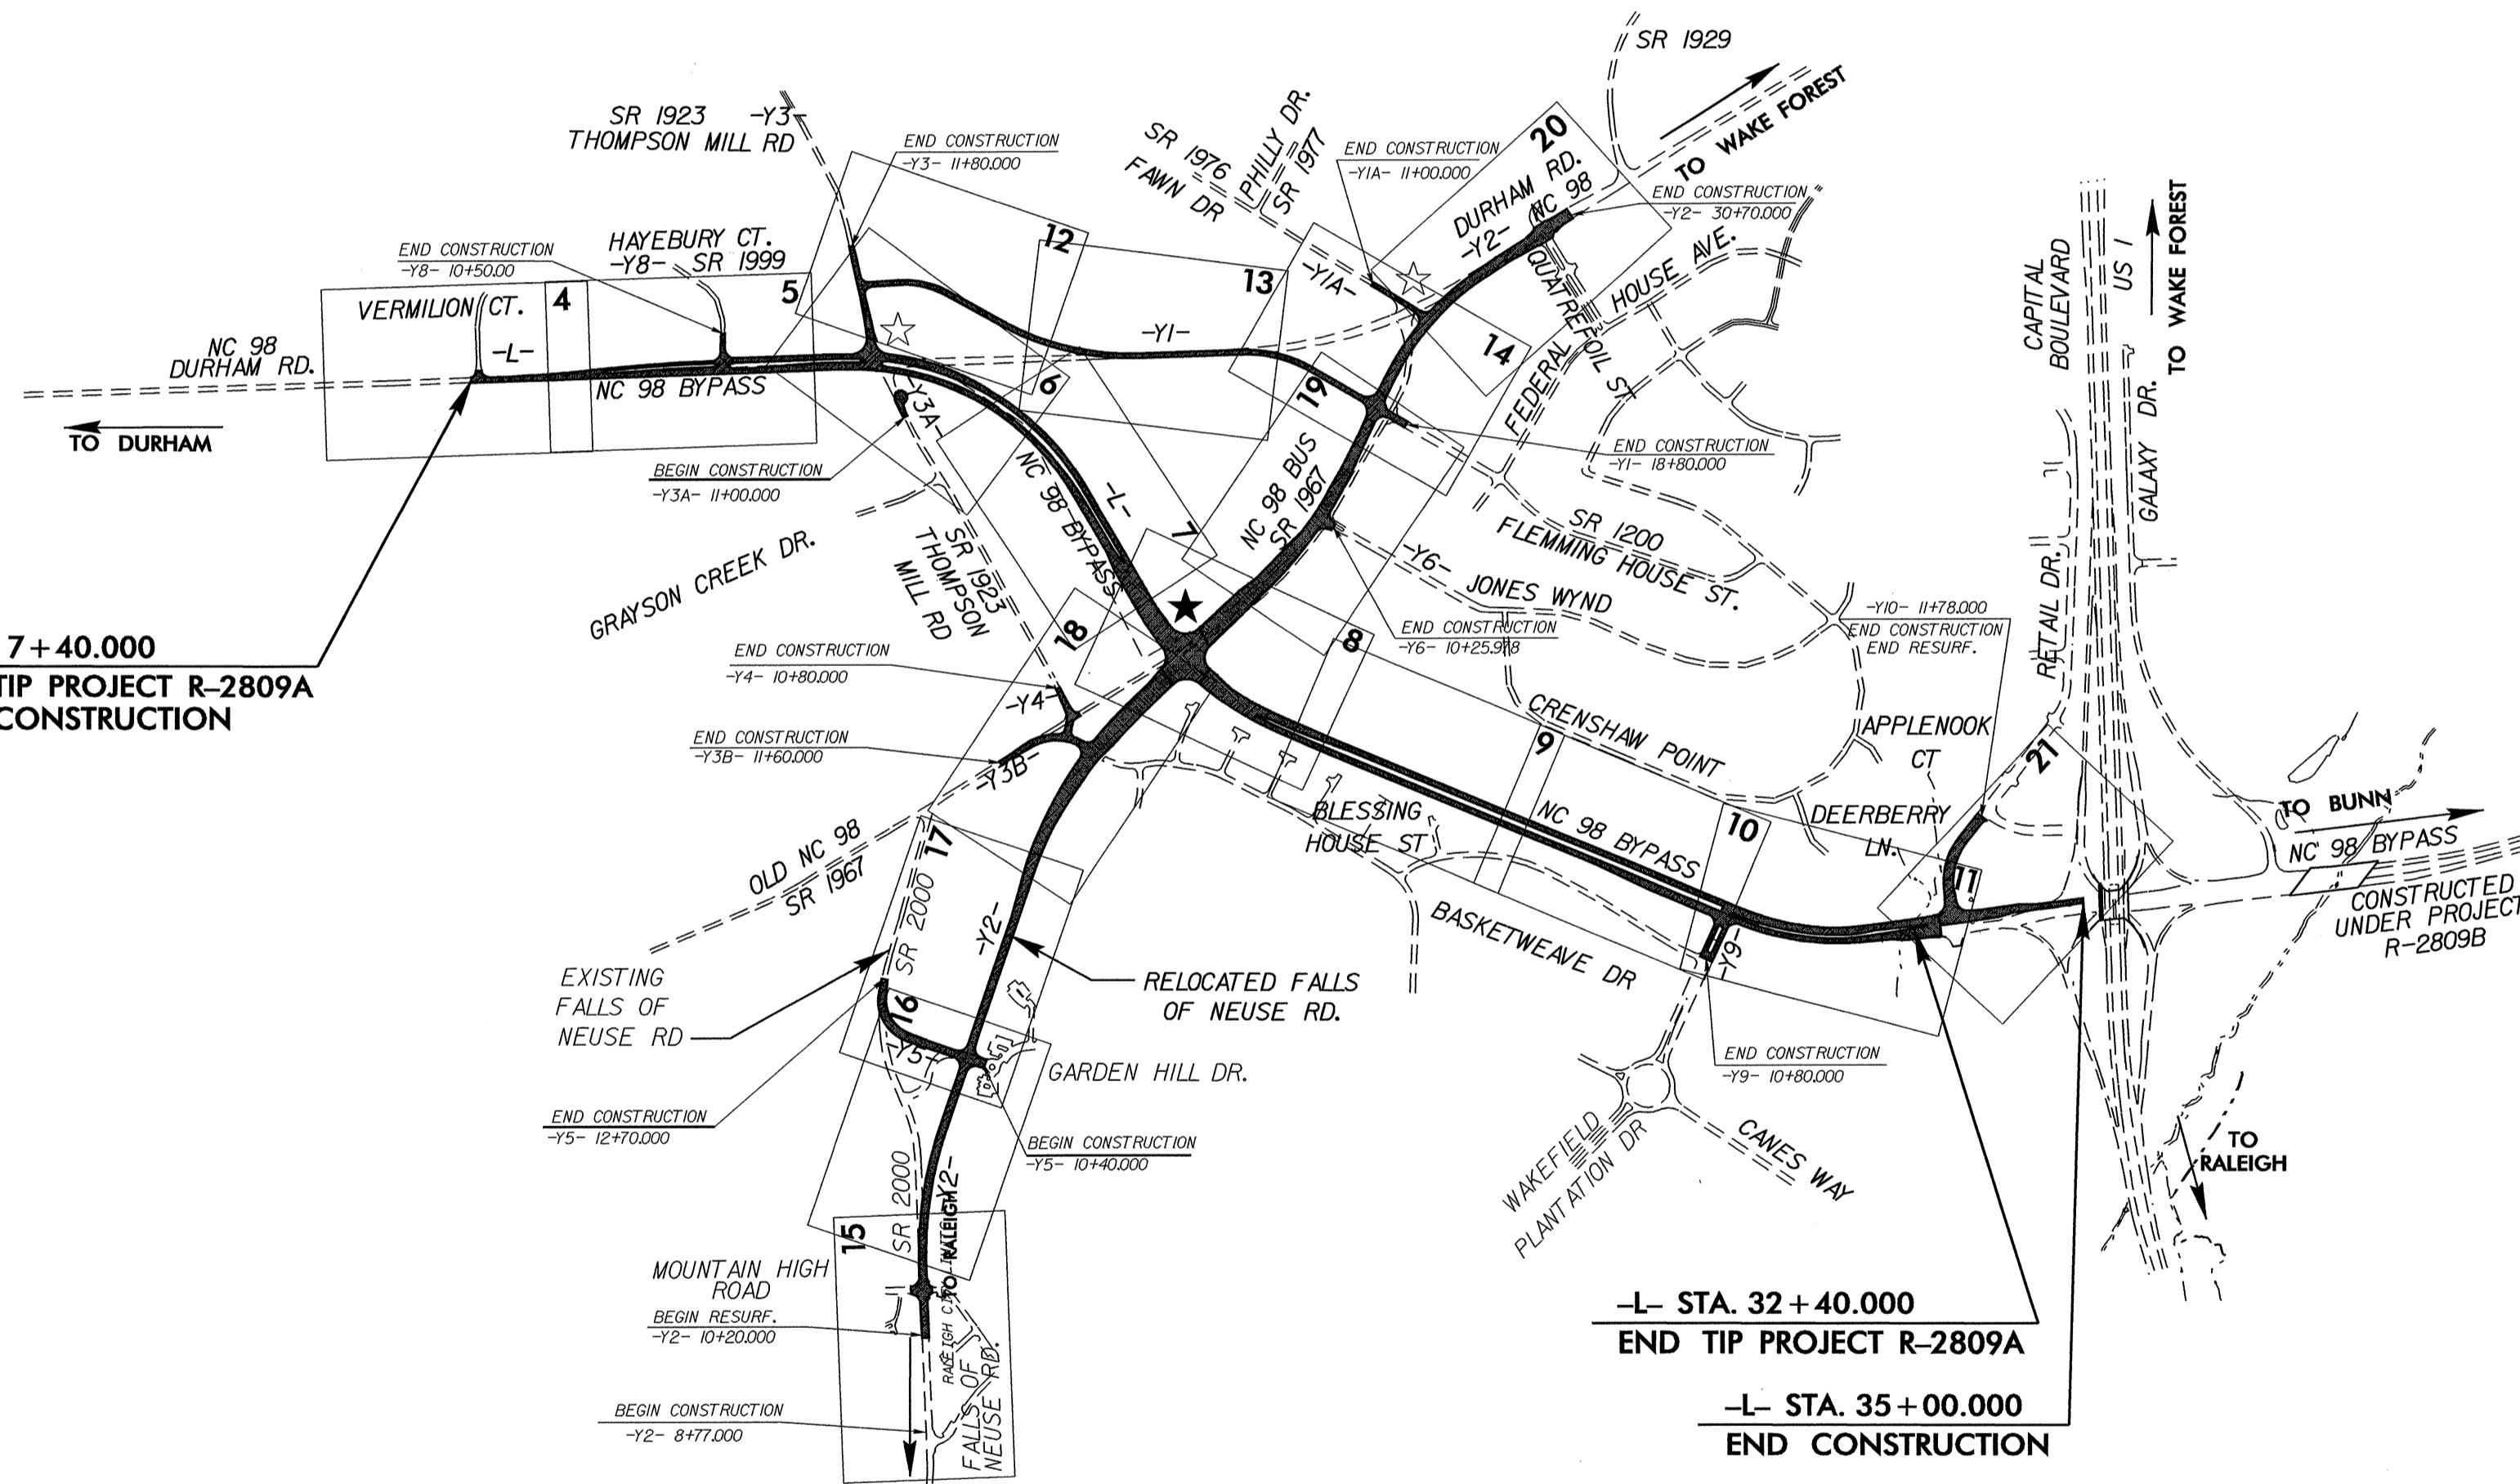 SR 1929
TO WAKE FOREST
SR 1923 -Y3-
THOMPSON MILL RD
END CONSTRUCTION
-Y3- 11+80.000
SR 1976
FAWN DR
PHILLY DR.
SR 1977
END CONSTRUCTION
-Y1A- 11+00.000
20
DURHAM RD.
NC 98
-Y2-
END CONSTRUCTION
-Y2- 30+70.000
END CONSTRUCTION
-Y8- 10+50.00
HAYEBURY CT.
-Y8- SR 1999
5
4
VERMILION CT.
-L-
NC 98
DURHAM RD.
NC 98 BYPASS
TO DURHAM
12
13
-Y1-
-Y1A-
14
QUATREFOIL ST
FEDERAL
HOUSE AVE.
CAPITAL
BOULEVARD
US 1
TO WAKE FOREST
GALAXY DR.
RETAIL DR.
6
-Y3A-
BEGIN CONSTRUCTION
-Y3A- 11+00.000
19
NC 98 BUS
SR 1967
END CONSTRUCTION
-Y1- 18+80.000
-L-
NC 98 BYPASS
7
SR 1200
FLEMMING HOUSE ST.
-Y6-
JONES WYND
END CONSTRUCTION
-Y6- 10+25.978
GRAYSON CREEK DR.
SR 1923
THOMPSON
MILL RD
18
8
-Y10- 11+78.000
END CONSTRUCTION
END RESURF.
7+40.000
TIP PROJECT R-2809A
CONSTRUCTION
END CONSTRUCTION
-Y4- 10+80.000
-Y4-
END CONSTRUCTION
-Y3B- 11+60.000
-Y3B-
CRENSHAW POINT
9
APPLENOOK
CT
21
DEERBERRY
LN.
10
11
NC 98 BYPASS
BLESSING
HOUSE ST
TO BUNN
NC 98 BYPASS
CONSTRUCTED
UNDER PROJECT
R-2809B
OLD NC 98
SR 1967
17
SR 2000
-Y2-
BASKETWEAVE DR
-Y9-
EXISTING
FALLS OF
NEUSE RD
RELOCATED FALLS
OF NEUSE RD.
16
-Y5-
GARDEN HILL DR.
END CONSTRUCTION
-Y9- 10+80.000
END CONSTRUCTION
-Y5- 12+70.000
BEGIN CONSTRUCTION
-Y5- 10+40.000
WAKEFIELD
PLANTATION DR
CANES WAY
TO
RALEIGH
SR 2000
-Y2-
TO RALEIGH
15
MOUNTAIN HIGH
ROAD
BEGIN RESURF.
-Y2- 10+20.000
FALLS OF
NEUSE RD.
BEGIN CONSTRUCTION
-Y2- 8+77.000
-L- STA. 32+40.000
END TIP PROJECT R-2809A
-L- STA. 35+00.000
END CONSTRUCTION